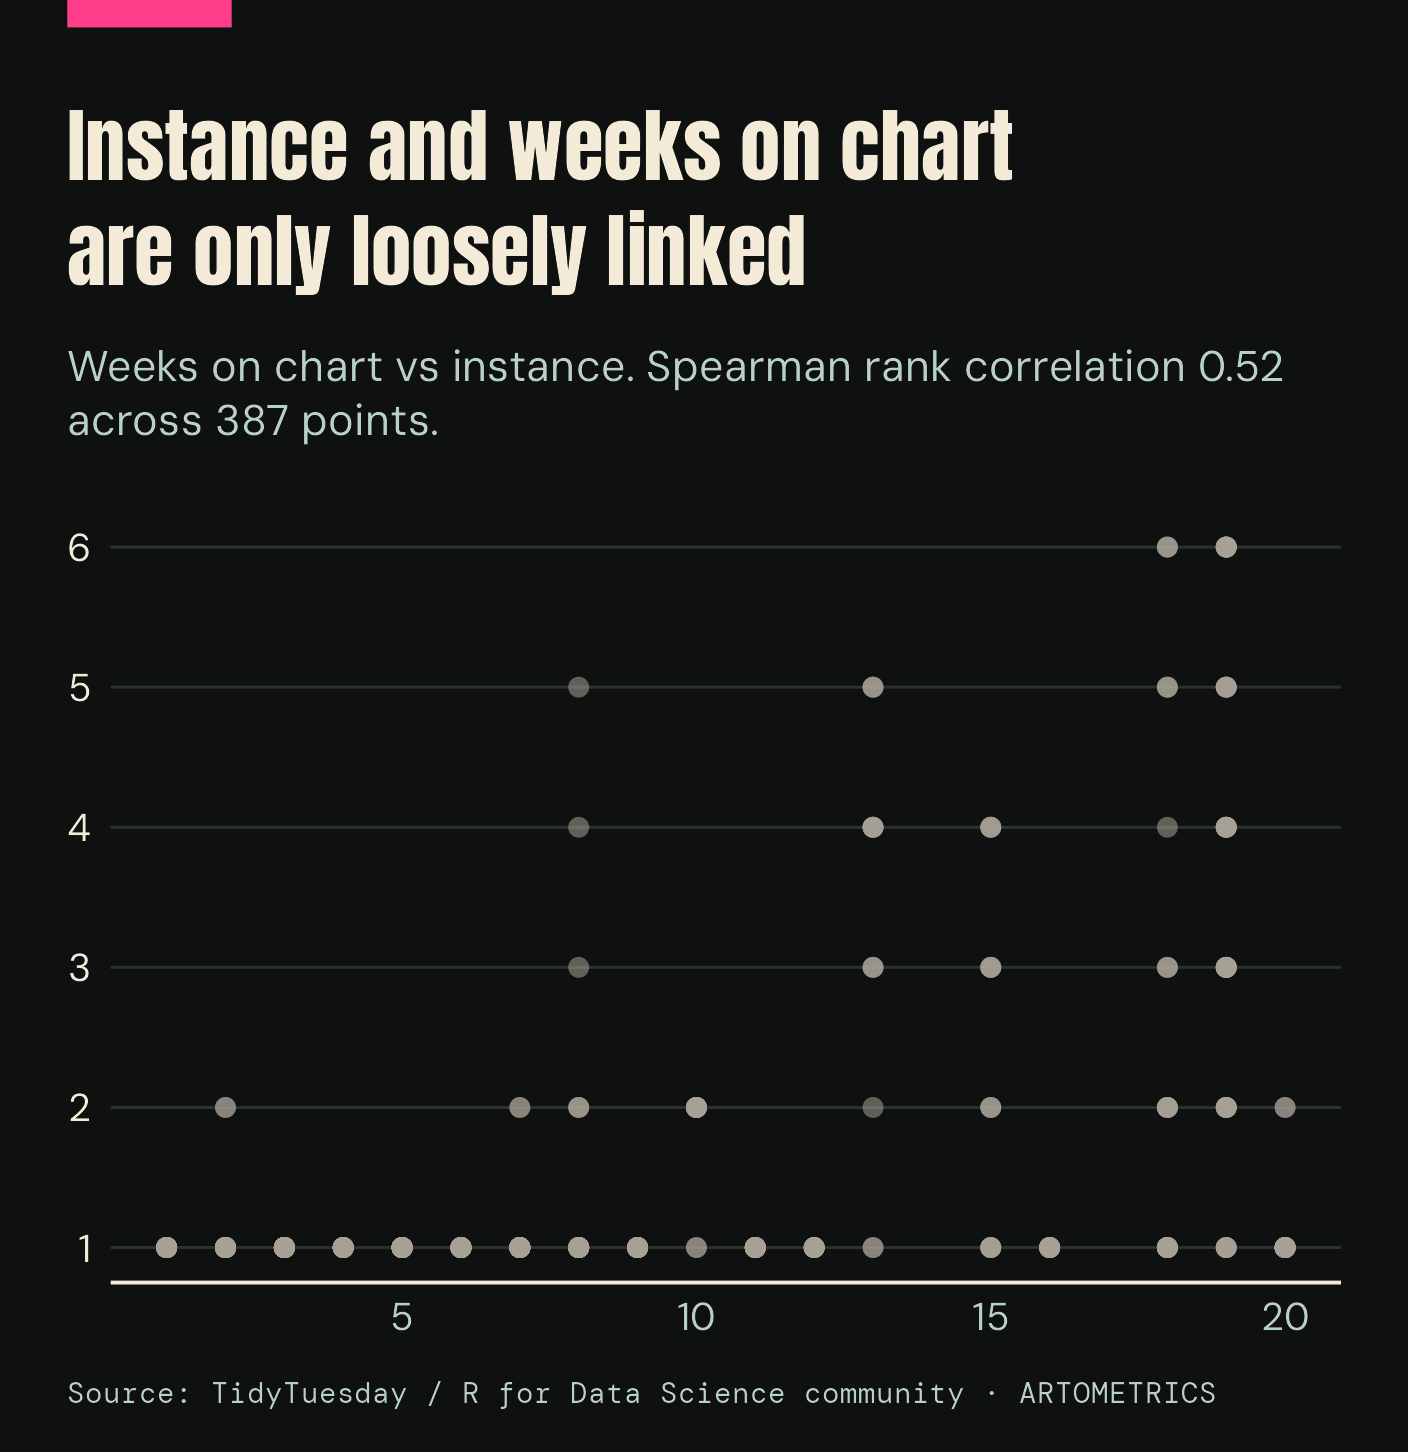 Instance and weeks on chart
are only loosely linked
Weeks on chart vs instance. Spearman rank correlation 0.52
across 387 points.
6
5
4
3
2
1
5 10 15 20
Source: TidyTuesday / R for Data Science community · ARTOMETRICS